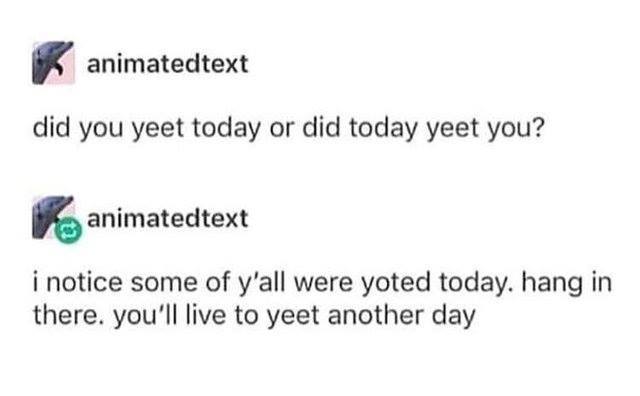 animatedtext
did you yeet today or did today yeet you?
animatedtext
i notice some of y'all were yoted today. hang in
there. you'll live to yeet another day